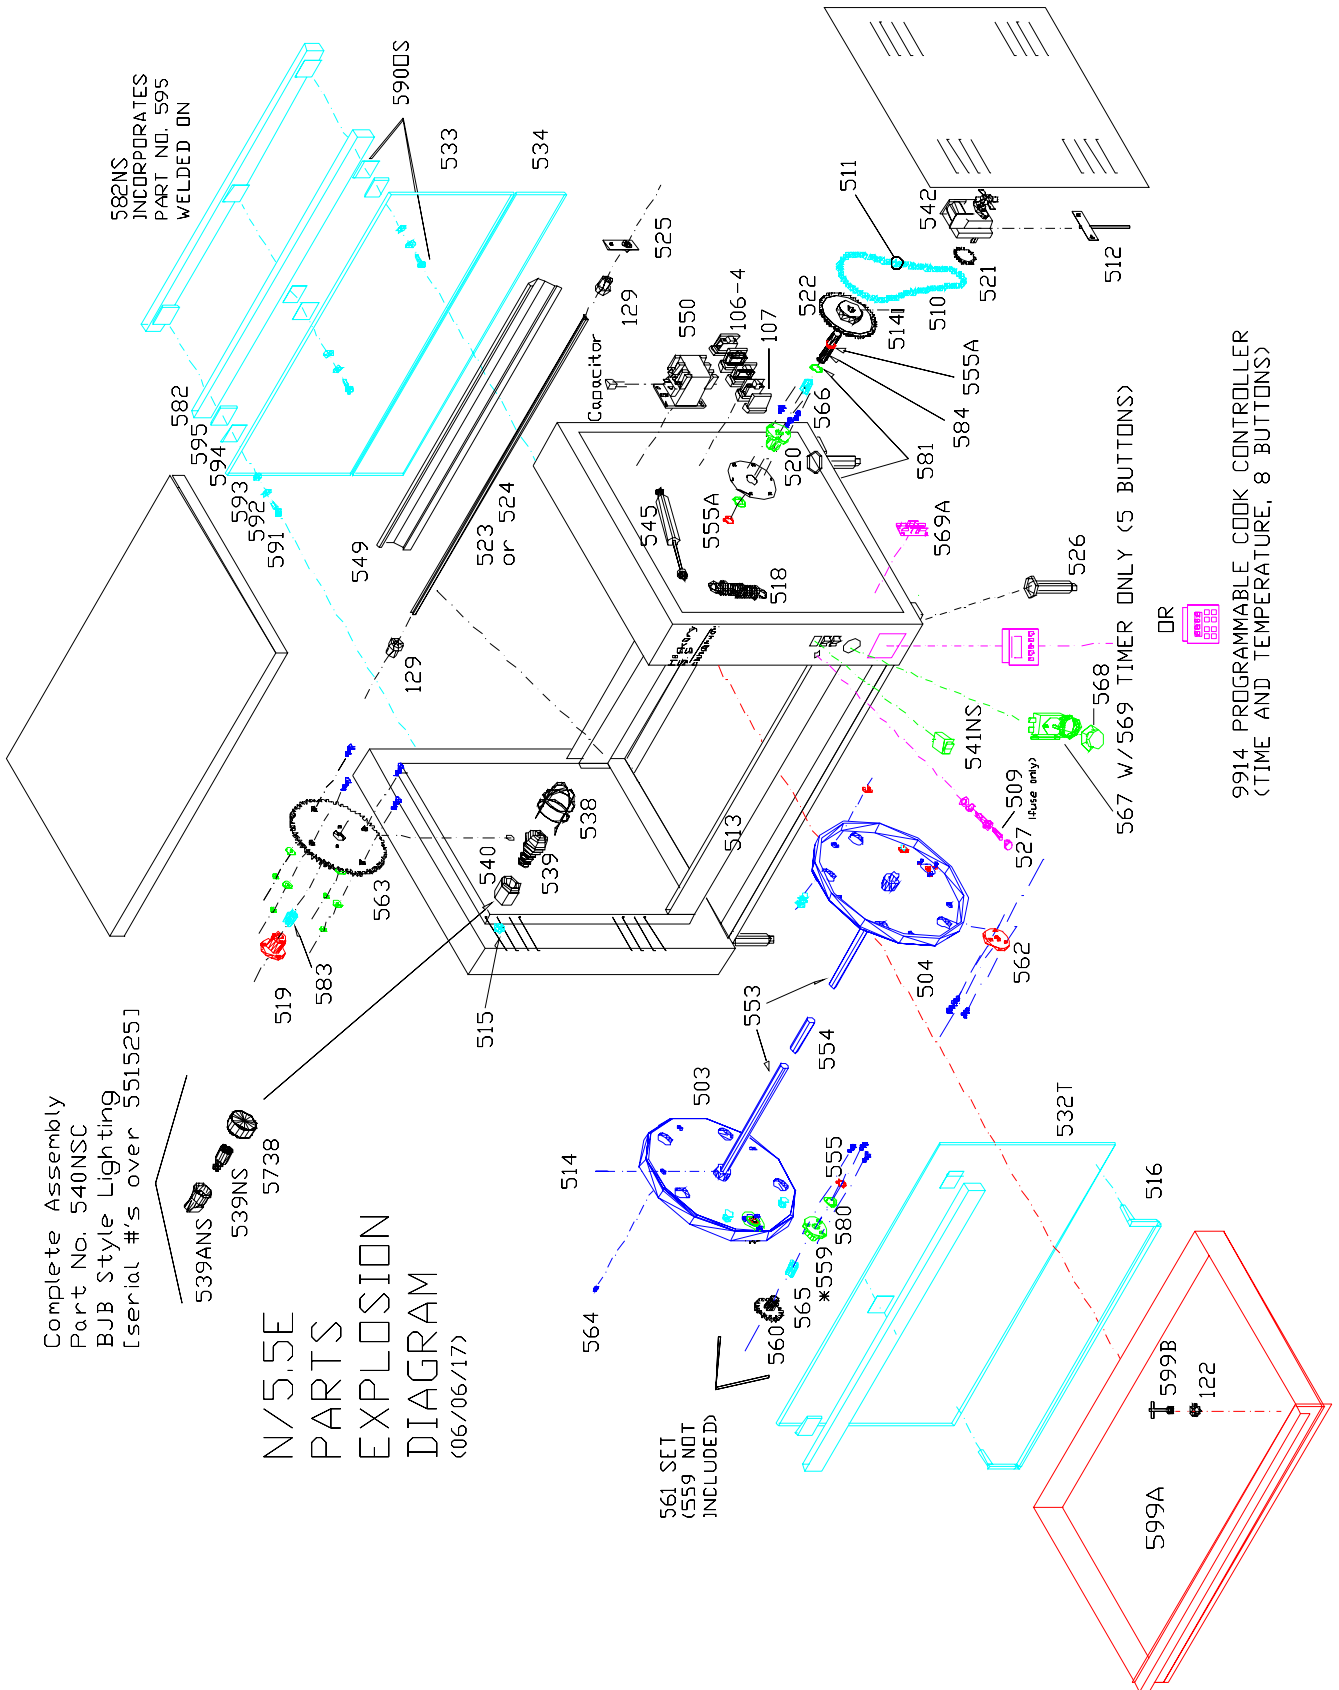 N/5.5E
PARTS
EXPLOSION
DIAGRAM
(06/06/17)
Complete Assembly
Part No. 540NSC
BJB Style Lighting
[serial #'s over 551525]
539ANS
539NS
5738
519
583
563
515
540
539
538
129
549
523
or 524
591
592
593
594
595
582
582NS
INCORPORATES
PART NO. 595
WELDED ON
590DS
533
534
525
129
Capacitor
550
106-4
107
545
518
555A
520
566
581
584
555A
514
522
510
511
521
542
512
513
569A
526
541NS
509
(fuse only)
527
568
567 W/569 TIMER ONLY (5 BUTTONS)
OR
9914 PROGRAMMABLE COOK CONTROLLER
(TIME AND TEMPERATURE, 8 BUTTONS)
503
514
564
553
554
504
562
555
580
*559
565
560
561 SET
(559 NOT
INCLUDED)
532T
516
599B
122
599A